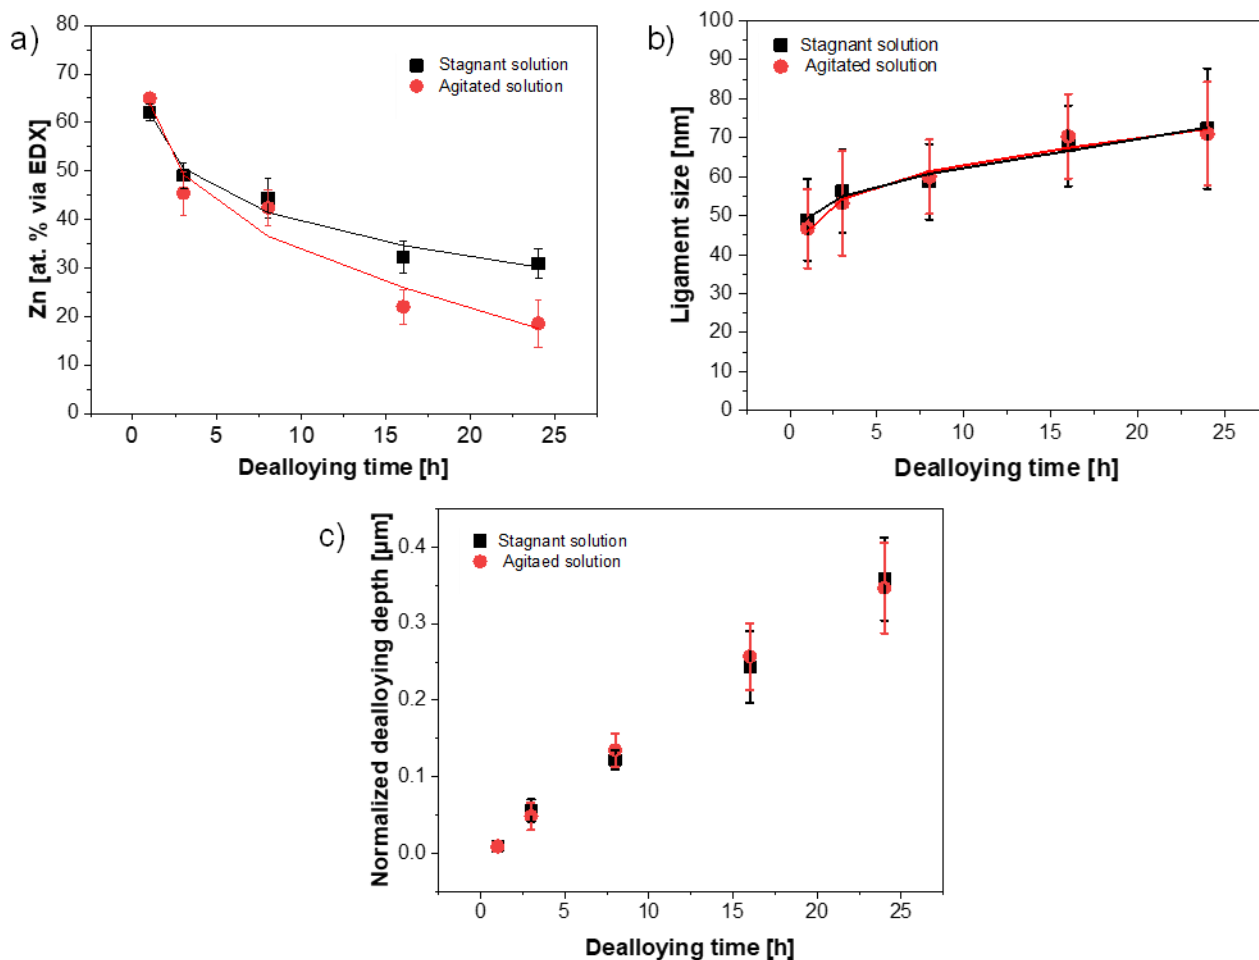 a)
Zn [at. % via EDX]
80
70
60
50
40
30
20
10
0
Stagnant solution
Agitated solution
0 5 10 15 20 25
Dealloying time [h]
b)
Ligament size [nm]
100
90
80
70
60
50
40
30
20
10
0
Stagnant solution
Agitated solution
0 5 10 15 20 25
Dealloying time [h]
c)
Normalized dealloying depth [μm]
0.4
0.3
0.2
0.1
0.0
Stagnant solution
Agitaed solution
0 5 10 15 20 25
Dealloying time [h]